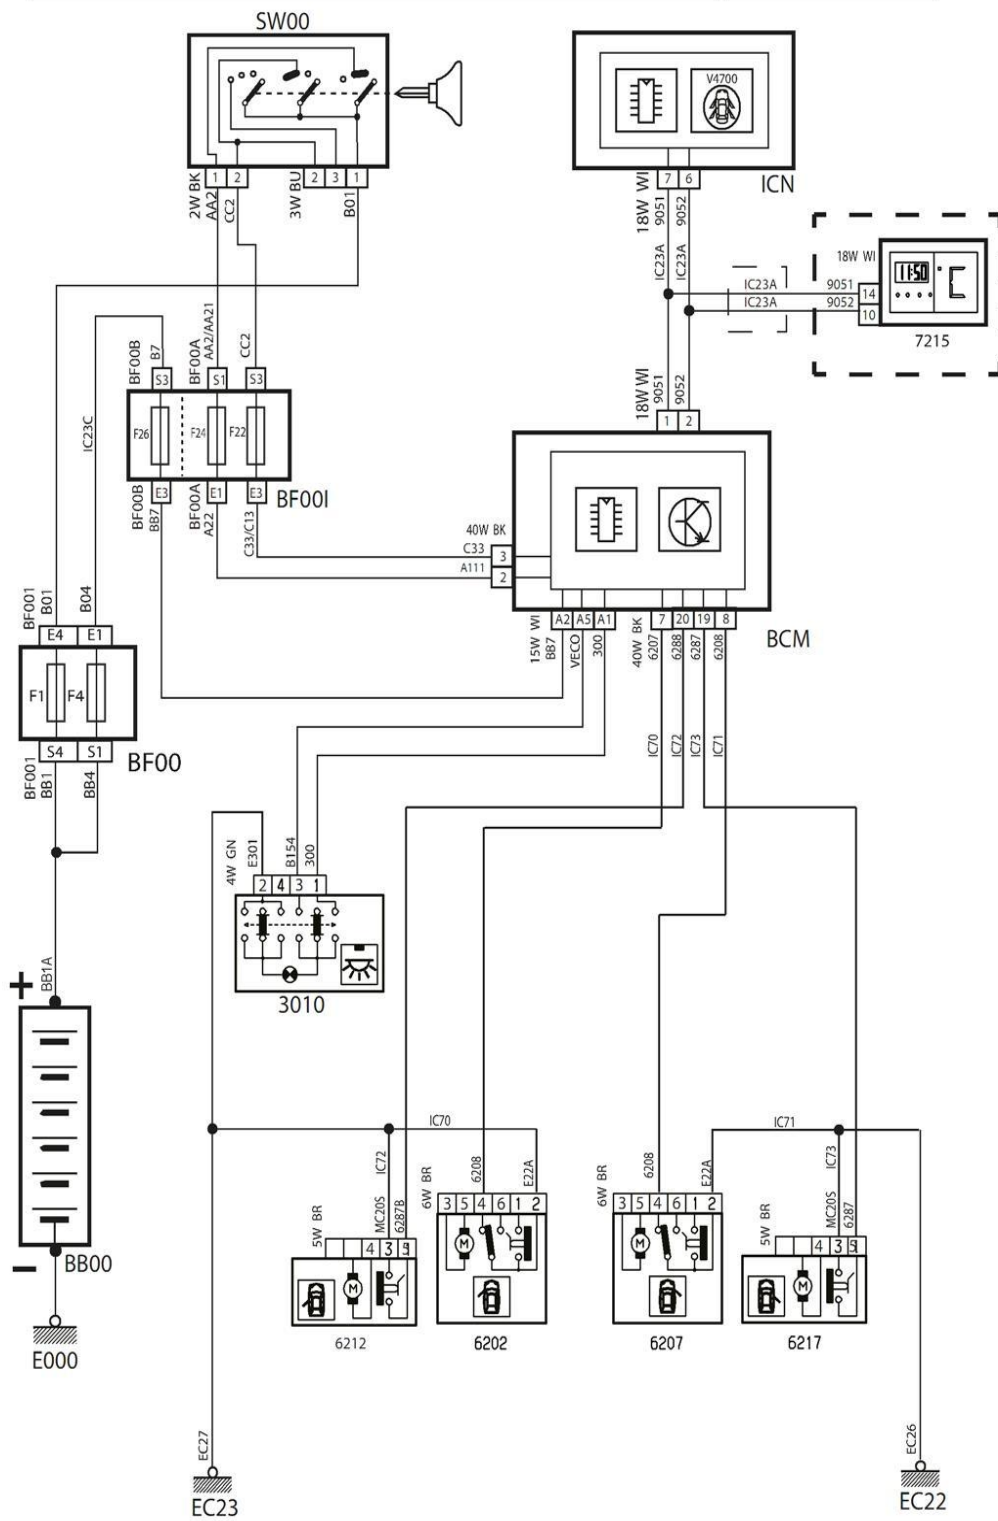 SW00
V4700
ICN
1 2 2 3 1
2W BK
AA2
CC2
3W BU
B01
7 6
18W WI
9051
9052
IC23A
IC23A
18W WI
11:50
IC23A
9051
14
IC23A
9052
10
7215
BF00B
B7
BF00A
AA2/AA21
CC2
S3 S1 S3
F26 F24 F22
E3 E1 E3
BF00I
BF00B
BB7
BF00A
A22
C33/C13
IC23C
18W WI
9051
9052
1 2
40W BK
C33
3
A111
2
BCM
A2 A5 A1 7 20 19 8
15W WI
BB7
VECO
300
40W BK
6207
6288
6287
6208
BF001
B01
B04
E4 E1
F1 F4
S4 S1
BF00
BF001
BB1
BB4
IC70
IC72
IC73
IC71
4W GN
E301
B154
300
2 4 3 1
3010
BB1A
+
−
BB00
E000
IC70
IC71
IC72
IC73
5W BR
MC20S
6287B
4 3 5
M
6212
6W BR
6208
E22A
3 5 4 6 1 2
M
6202
6W BR
6208
E22A
3 5 4 6 1 2
M
6207
5W BR
MC20S
6287
4 3 5
M
6217
EC27
EC23
EC26
EC22